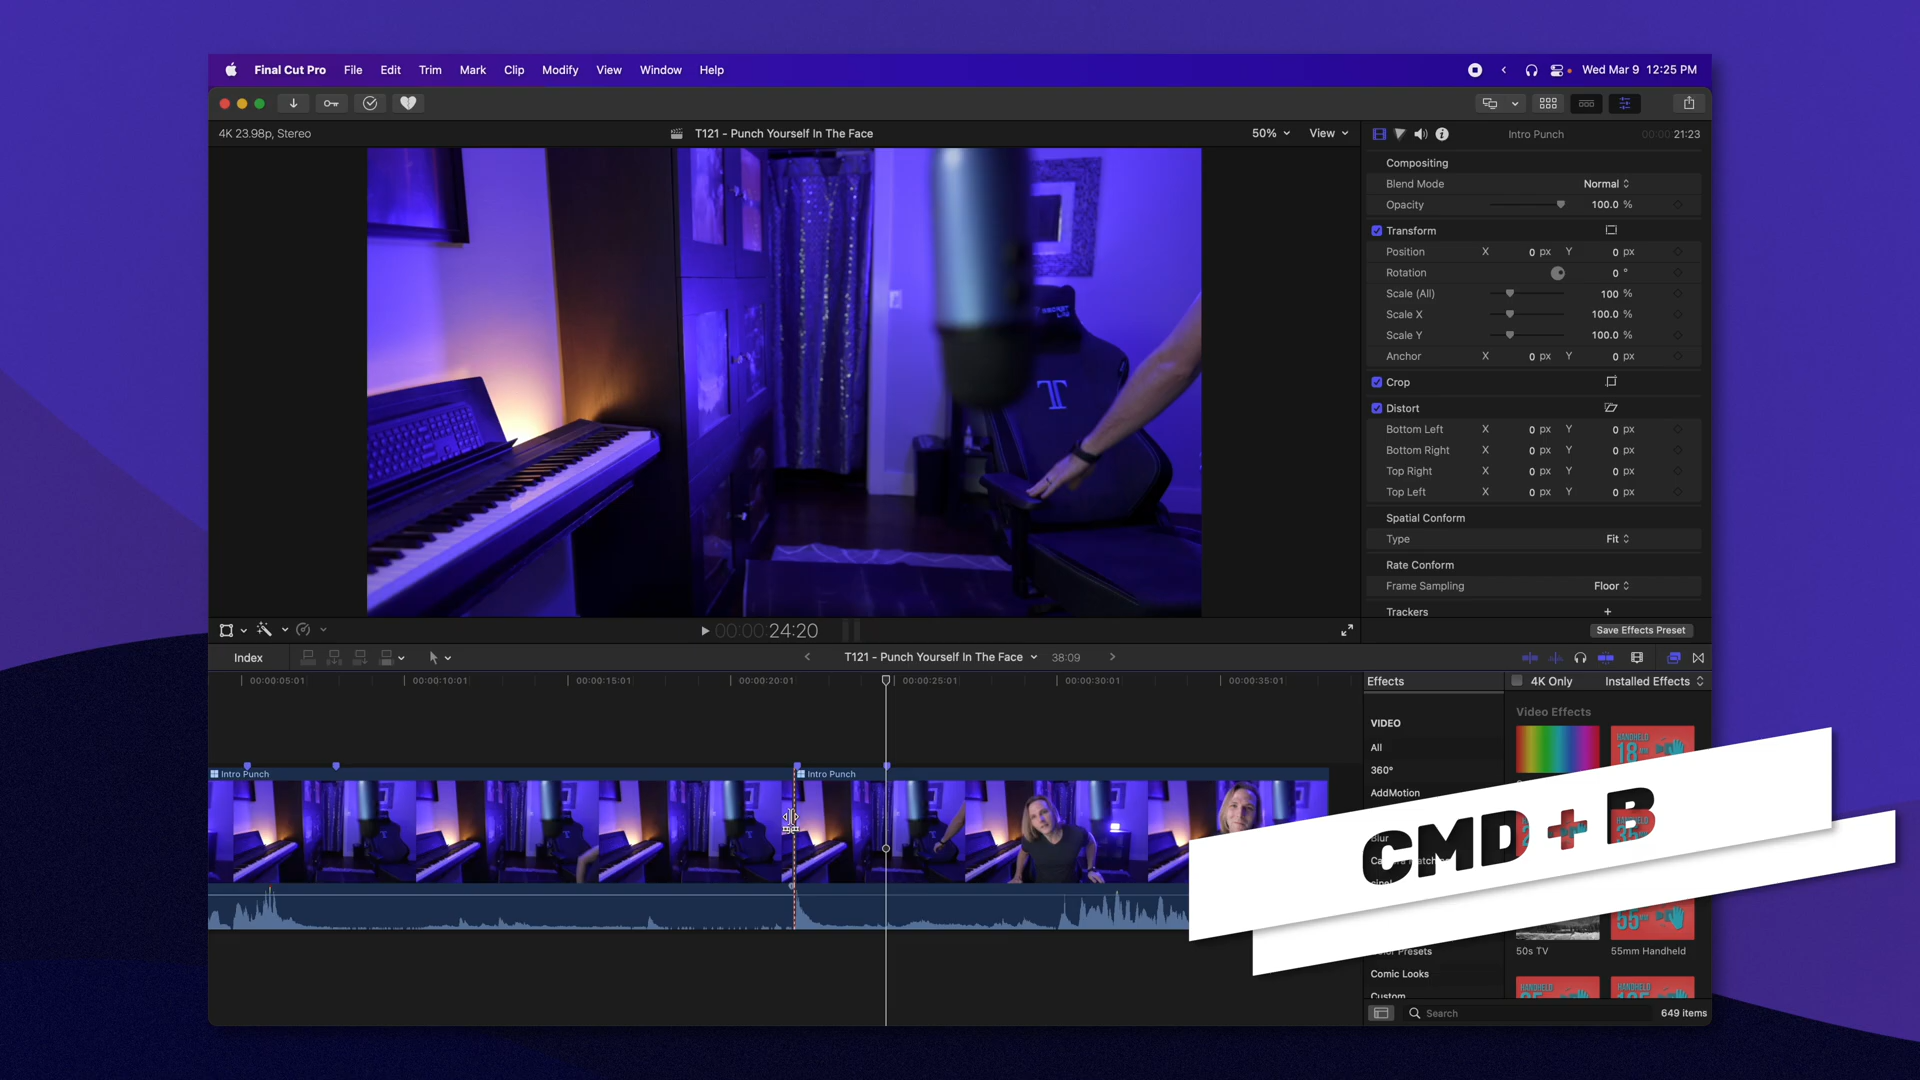 Final Cut Pro File Edit Trim Mark Clip Modify View Window Help
Wed Mar 9 12:25 PM
4K 23.98p, Stereo
T121 - Punch Yourself In The Face
50% View
Intro Punch
00:00 21:23
Compositing
Blend Mode Normal
Opacity 100.0 %
Transform
Position X 0 px Y 0 px
Rotation 0 °
Scale (All) 100 %
Scale X 100.0 %
Scale Y 100.0 %
Anchor X 0 px Y 0 px
Crop
Distort
Bottom Left X 0 px Y 0 px
Bottom Right X 0 px Y 0 px
Top Right X 0 px Y 0 px
Top Left X 0 px Y 0 px
Spatial Conform
Type Fit
Rate Conform
Frame Sampling Floor
Trackers +
Save Effects Preset
00:00:24:20
Index
T121 - Punch Yourself In The Face 38:09
00:00:05:01 00:00:10:01 00:00:15:01 00:00:20:01 00:00:25:01 00:00:30:01 00:00:35:01
Intro Punch
Intro Punch
Effects
4K Only Installed Effects
VIDEO
All
360°
AddMotion
Blur
Comic Looks
Custom
Video Effects
HANDHELD
18
50s TV
55
55mm Handheld
HANDHELD
HANDHELD
Search
649 items
CMD + B